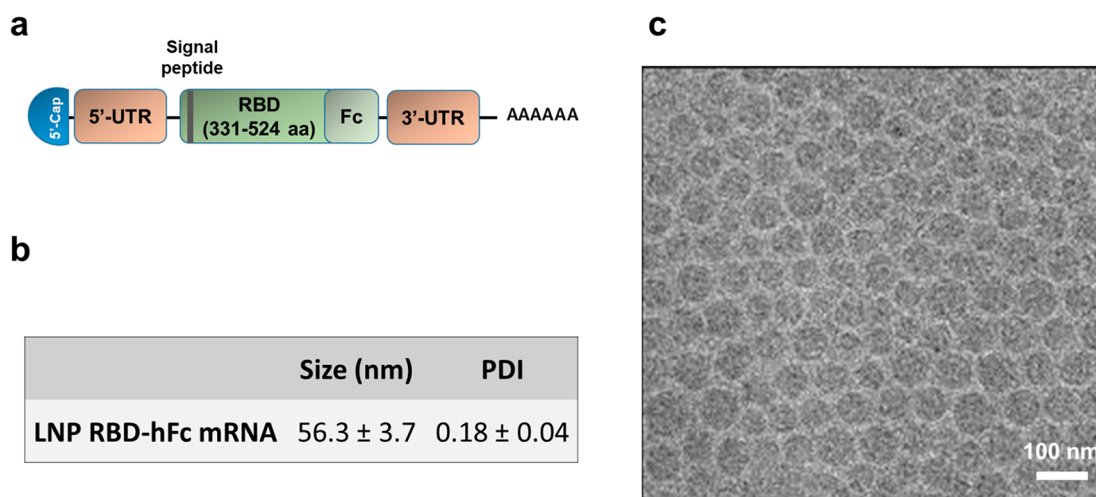 a
Signal
peptide
5'-Cap
5'-UTR
RBD
(331-524 aa)
Fc
3'-UTR
AAAAAA
b
Size (nm) PDI
LNP RBD-hFc mRNA 56.3 ± 3.7 0.18 ± 0.04
c
100 nm